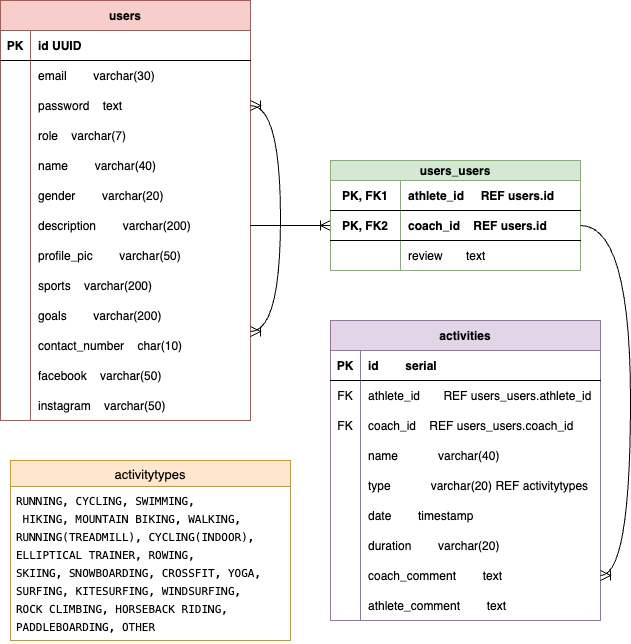 users
PK id UUID
email varchar(30)
password text
role varchar(7)
name varchar(40)
gender varchar(20)
description varchar(200)
profile_pic varchar(50)
sports varchar(200)
goals varchar(200)
contact_number char(10)
facebook varchar(50)
instagram varchar(50)
users_users
PK, FK1 athlete_id REF users.id
PK, FK2 coach_id REF users.id
review text
activities
PK id serial
FK athlete_id REF users_users.athlete_id
FK coach_id REF users_users.coach_id
name varchar(40)
type varchar(20) REF activitytypes
date timestamp
duration varchar(20)
coach_comment text
athlete_comment text
activitytypes
RUNNING, CYCLING, SWIMMING,
HIKING, MOUNTAIN BIKING, WALKING,
RUNNING(TREADMILL), CYCLING(INDOOR),
ELLIPTICAL TRAINER, ROWING,
SKIING, SNOWBOARDING, CROSSFIT, YOGA,
SURFING, KITESURFING, WINDSURFING,
ROCK CLIMBING, HORSEBACK RIDING,
PADDLEBOARDING, OTHER